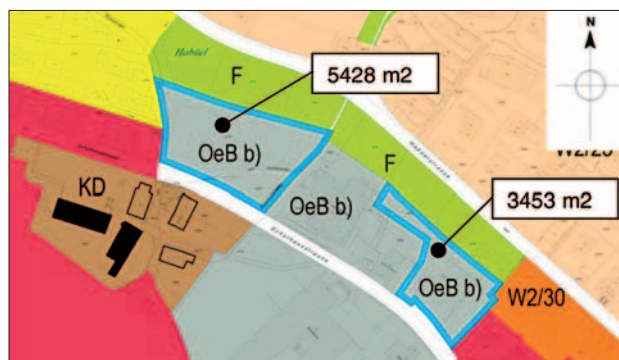 N
Habüel
F
5428 m2
OeB b)
W2/25
KD
F
OeB b)
3453 m2
OeB b)
W2/30